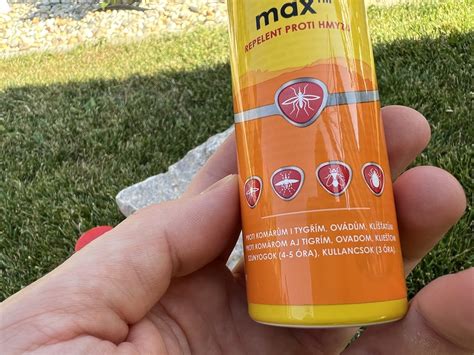 max
REPELENT PROTI HMYZU
PROTI KOMÁRŮM I TYGŘÍM, OVÁDŮM, KLÍŠŤATŮM
PROTI KOMÁROM AJ TIGRÍM, OVADOM, KLIEŠŤOM
SZÚNYOGOK (4-5 ÓRA), KULLANCSOK (3 ÓRA)